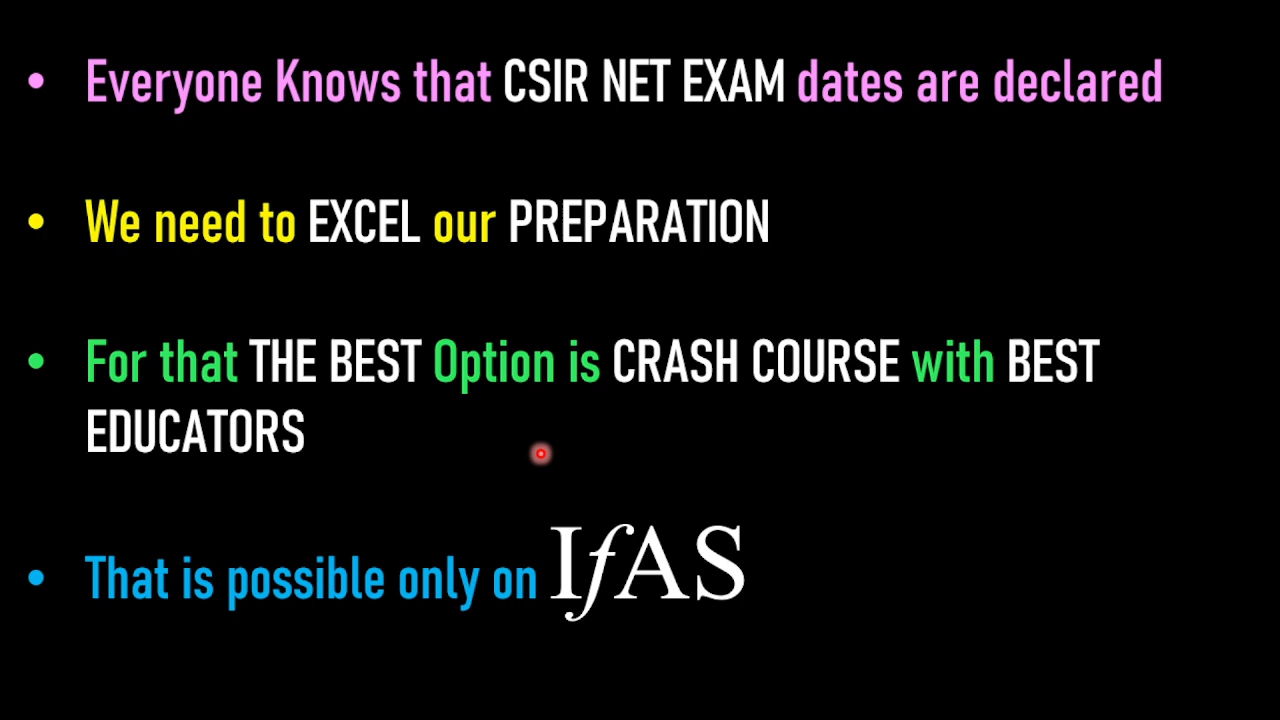 • Everyone Knows that CSIR NET EXAM dates are declared
• We need to EXCEL our PREPARATION
• For that THE BEST Option is CRASH COURSE with BEST
EDUCATORS
• That is possible only on IfAS